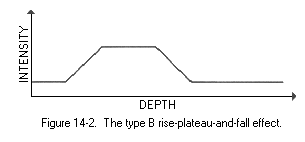 INTENSITY
DEPTH
Figure 14-2. The type B rise-plateau-and-fall effect.